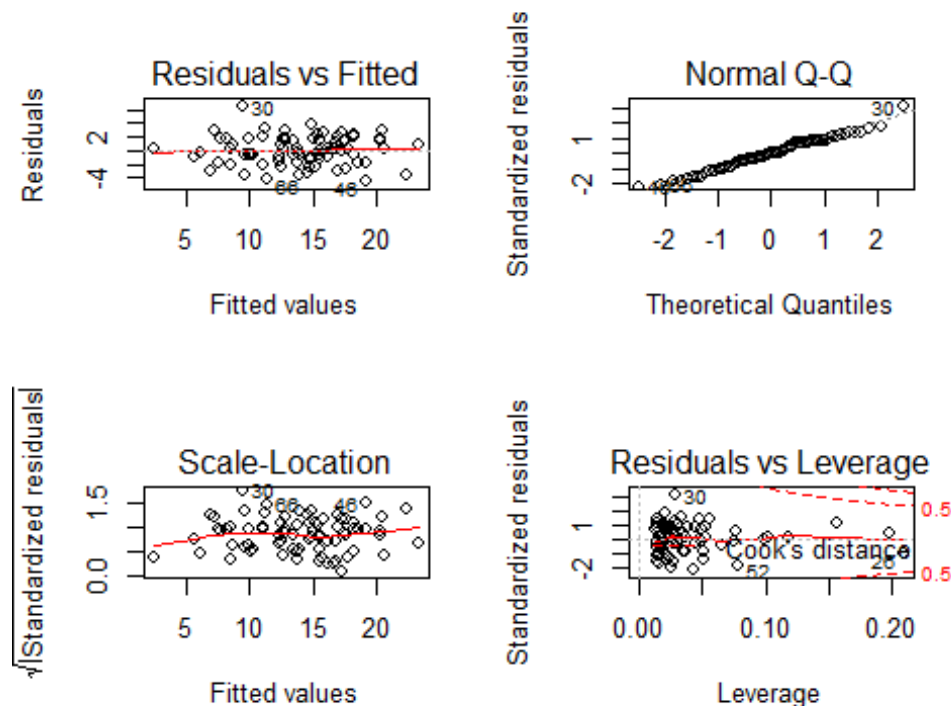 Residuals vs Fitted
Residuals
2
-4
30
66
46
5 10 15 20
Fitted values
Normal Q-Q
Standardized residuals
1
-2
30
-2 -1 0 1 2
Theoretical Quantiles
Scale-Location
√|Standardized residuals|
1.5
0.0
30
66
46
5 10 15 20
Fitted values
Residuals vs Leverage
Standardized residuals
1
-2
30
Cook's distance
52
26
0.5
0.5
0.00 0.10 0.20
Leverage